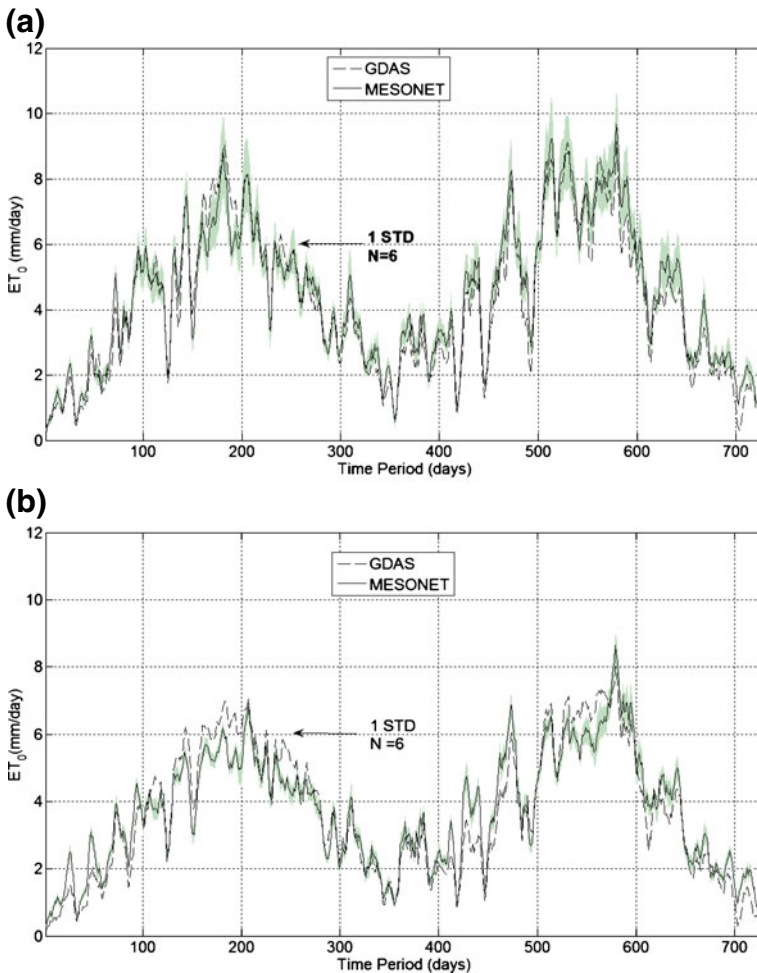 (a)
12
GDAS
MESONET
10
8
6
4
2
0
ET0 (mm/day)
1 STD
N=6
100 200 300 400 500 600 700
Time Period (days)
(b)
12
GDAS
MESONET
10
8
6
4
2
0
ET0(mm/day)
1 STD
N =6
100 200 300 400 500 600 700
Time Period (days)